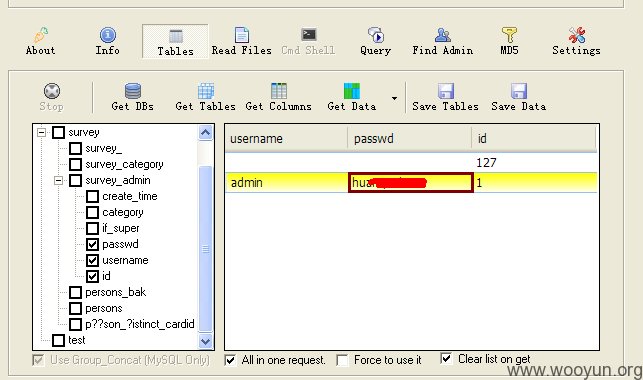 About Info Tables Read Files Cmd Shell Query Find Admin MD5 Settings
Stop Get DBs Get Tables Get Columns Get Data Save Tables Save Data
survey
survey_
survey_category
survey_admin
create_time
category
if_super
passwd
username
id
persons_bak
persons
p??son_?istinct_cardid
test
username passwd id
127
admin 1
Use Group_Concat (MySQL Only) All in one request. Force to use it Clear list on get
www.wooyun.org